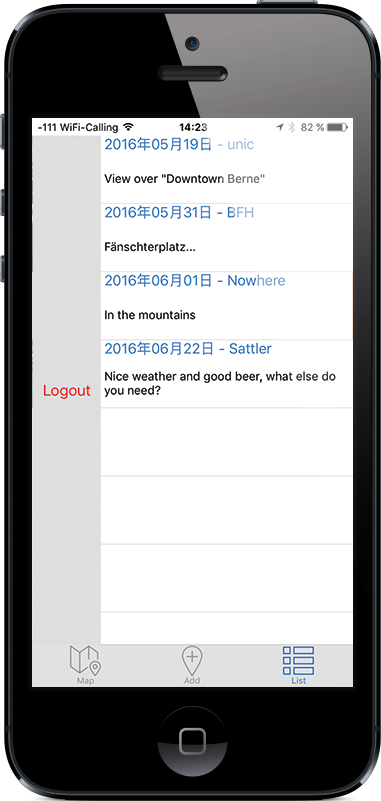 -111 WiFi-Calling 14:23 82 %
2016年05月19日 - unic
View over "Downtown Berne"
2016年05月31日 - BFH
Fänschterplatz...
2016年06月01日 - Nowhere
In the mountains
2016年06月22日 - Sattler
Nice weather and good beer, what else do
you need?
Logout
Map Add List